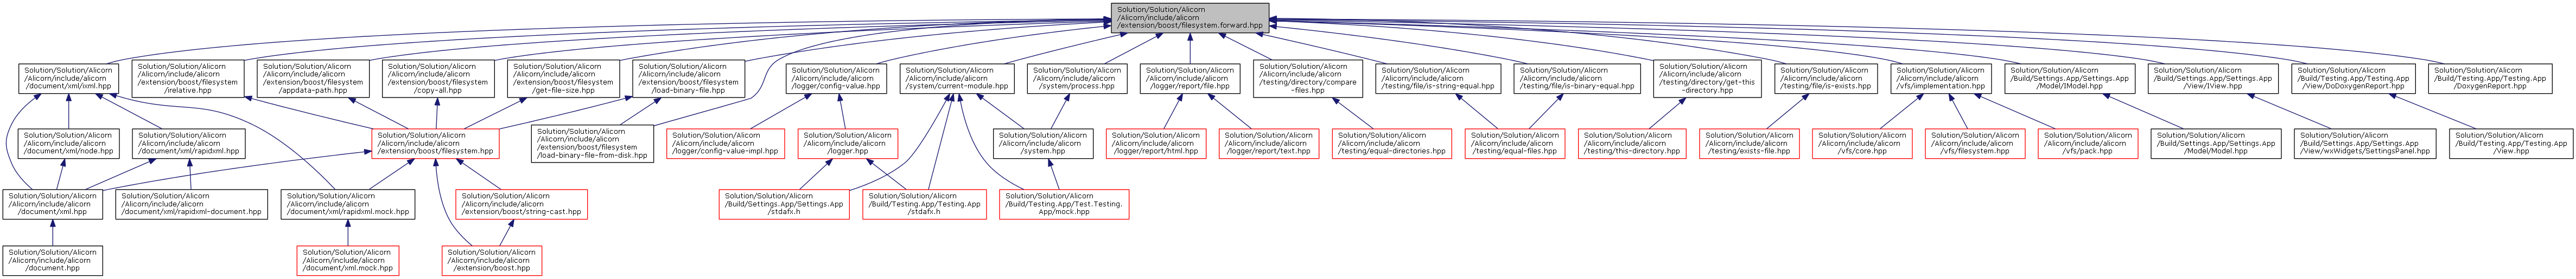 Solution/Solution/Alicorn
/Alicorn/include/alicorn
/extension/boost/filesystem.forward.hpp
Solution/Solution/Alicorn
/Alicorn/include/alicorn
/document/xml/xml.hpp
Solution/Solution/Alicorn
/Alicorn/include/alicorn
/extension/boost/filesystem
/relative.hpp
Solution/Solution/Alicorn
/Alicorn/include/alicorn
/extension/boost/filesystem
/appdata-path.hpp
Solution/Solution/Alicorn
/Alicorn/include/alicorn
/extension/boost/filesystem
/copy-all.hpp
Solution/Solution/Alicorn
/Alicorn/include/alicorn
/extension/boost/filesystem
/get-file-size.hpp
Solution/Solution/Alicorn
/Alicorn/include/alicorn
/extension/boost/filesystem
/load-binary-file.hpp
Solution/Solution/Alicorn
/Alicorn/include/alicorn
/logger/config-value.hpp
Solution/Solution/Alicorn
/Alicorn/include/alicorn
/system/current-module.hpp
Solution/Solution/Alicorn
/Alicorn/include/alicorn
/system/process.hpp
Solution/Solution/Alicorn
/Alicorn/include/alicorn
/logger/report/file.hpp
Solution/Solution/Alicorn
/Alicorn/include/alicorn
/testing/directory/compare
-files.hpp
Solution/Solution/Alicorn
/Alicorn/include/alicorn
/testing/file/is-string-equal.hpp
Solution/Solution/Alicorn
/Alicorn/include/alicorn
/testing/file/is-binary-equal.hpp
Solution/Solution/Alicorn
/Alicorn/include/alicorn
/testing/directory/get-this
-directory.hpp
Solution/Solution/Alicorn
/Alicorn/include/alicorn
/testing/file/is-exists.hpp
Solution/Solution/Alicorn
/Alicorn/include/alicorn
/vfs/implementation.hpp
Solution/Solution/Alicorn
/Build/Settings.App/Settings.App
/Model/IModel.hpp
Solution/Solution/Alicorn
/Build/Settings.App/Settings.App
/View/IView.hpp
Solution/Solution/Alicorn
/Build/Testing.App/Testing.App
/View/DoDoxygenReport.hpp
Solution/Solution/Alicorn
/Build/Testing.App/Testing.App
/DoxygenReport.hpp
Solution/Solution/Alicorn
/Alicorn/include/alicorn
/document/xml/node.hpp
Solution/Solution/Alicorn
/Alicorn/include/alicorn
/document/xml/rapidxml.hpp
Solution/Solution/Alicorn
/Alicorn/include/alicorn
/extension/boost/filesystem.hpp
Solution/Solution/Alicorn
/Alicorn/include/alicorn
/extension/boost/filesystem
/load-binary-file-from-disk.hpp
Solution/Solution/Alicorn
/Alicorn/include/alicorn
/logger/config-value-impl.hpp
Solution/Solution/Alicorn
/Alicorn/include/alicorn
/logger.hpp
Solution/Solution/Alicorn
/Alicorn/include/alicorn
/system.hpp
Solution/Solution/Alicorn
/Alicorn/include/alicorn
/logger/report/html.hpp
Solution/Solution/Alicorn
/Alicorn/include/alicorn
/logger/report/text.hpp
Solution/Solution/Alicorn
/Alicorn/include/alicorn
/testing/equal-directories.hpp
Solution/Solution/Alicorn
/Alicorn/include/alicorn
/testing/equal-files.hpp
Solution/Solution/Alicorn
/Alicorn/include/alicorn
/testing/this-directory.hpp
Solution/Solution/Alicorn
/Alicorn/include/alicorn
/testing/exists-file.hpp
Solution/Solution/Alicorn
/Alicorn/include/alicorn
/vfs/core.hpp
Solution/Solution/Alicorn
/Alicorn/include/alicorn
/vfs/filesystem.hpp
Solution/Solution/Alicorn
/Alicorn/include/alicorn
/vfs/pack.hpp
Solution/Solution/Alicorn
/Build/Settings.App/Settings.App
/Model/Model.hpp
Solution/Solution/Alicorn
/Build/Settings.App/Settings.App
/View/wxWidgets/SettingsPanel.hpp
Solution/Solution/Alicorn
/Build/Testing.App/Testing.App
/View.hpp
Solution/Solution/Alicorn
/Alicorn/include/alicorn
/document/xml.hpp
Solution/Solution/Alicorn
/Alicorn/include/alicorn
/document/xml/rapidxml-document.hpp
Solution/Solution/Alicorn
/Alicorn/include/alicorn
/document/xml/rapidxml.mock.hpp
Solution/Solution/Alicorn
/Alicorn/include/alicorn
/extension/boost/string-cast.hpp
Solution/Solution/Alicorn
/Build/Settings.App/Settings.App
/stdafx.h
Solution/Solution/Alicorn
/Build/Testing.App/Testing.App
/stdafx.h
Solution/Solution/Alicorn
/Build/Testing.App/Test.Testing.
App/mock.hpp
Solution/Solution/Alicorn
/Alicorn/include/alicorn
/document.hpp
Solution/Solution/Alicorn
/Alicorn/include/alicorn
/document/xml.mock.hpp
Solution/Solution/Alicorn
/Alicorn/include/alicorn
/extension/boost.hpp